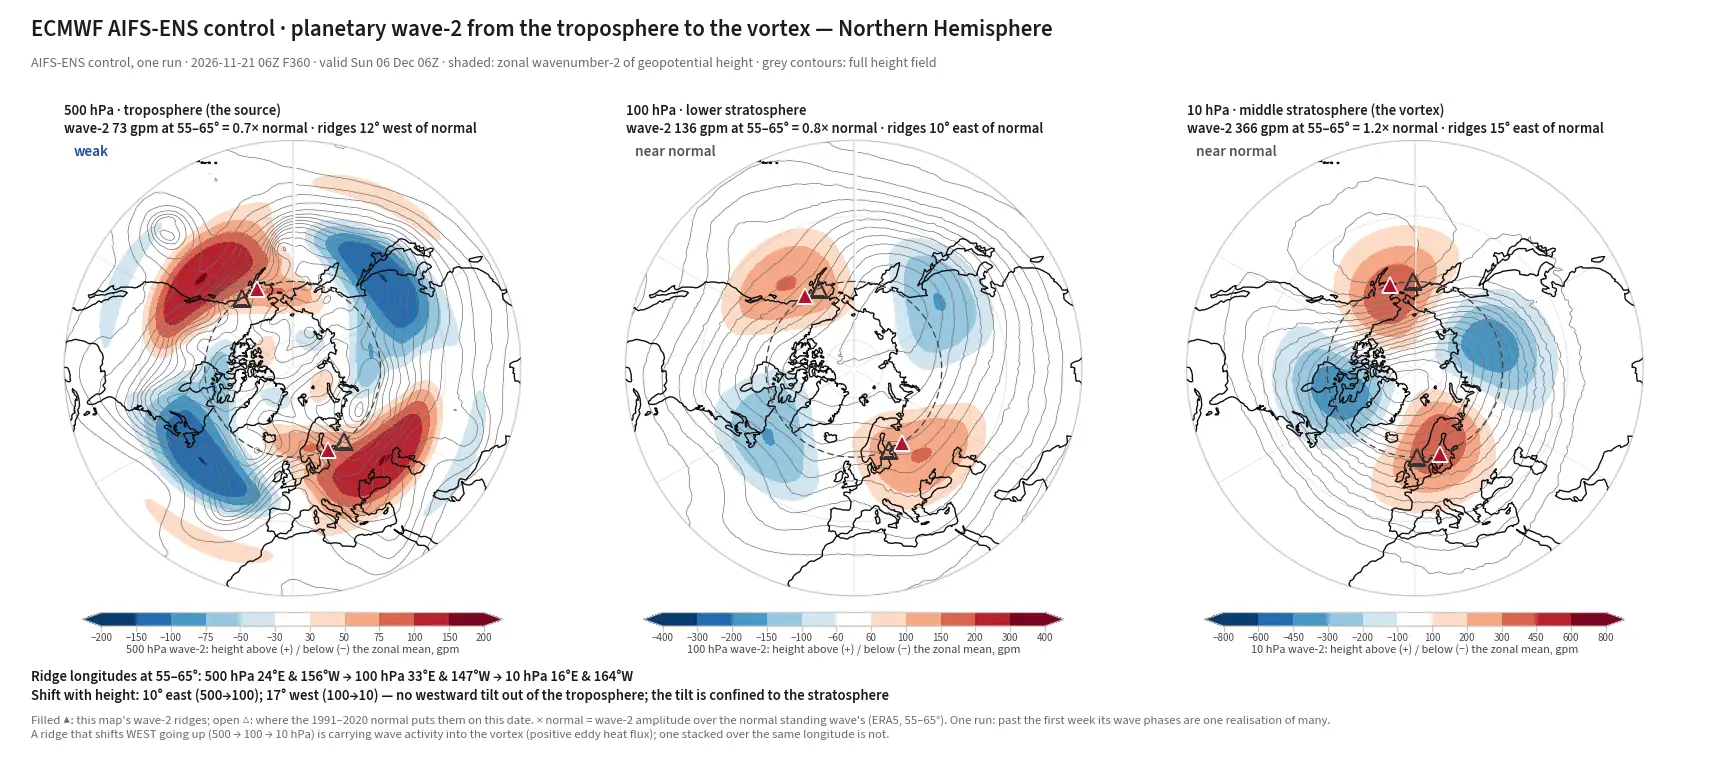 ECMWF AIFS-ENS control · planetary wave-2 from the troposphere to the vortex — Northern Hemisphere
AIFS-ENS control, one run · 2026-11-21 06Z F360 · valid Sun 06 Dec 06Z · shaded: zonal wavenumber-2 of geopotential height · grey contours: full height field
500 hPa · troposphere (the source)
wave-2 73 gpm at 55–65° = 0.7× normal · ridges 12° west of normal
weak
100 hPa · lower stratosphere
wave-2 136 gpm at 55–65° = 0.8× normal · ridges 10° east of normal
near normal
10 hPa · middle stratosphere (the vortex)
wave-2 366 gpm at 55–65° = 1.2× normal · ridges 15° east of normal
near normal
−200 −150 −100 −75 −50 −30 30 50 75 100 150 200
500 hPa wave-2: height above (+) / below (−) the zonal mean, gpm
−400 −300 −200 −150 −100 −60 60 100 150 200 300 400
100 hPa wave-2: height above (+) / below (−) the zonal mean, gpm
−800 −600 −450 −300 −200 −100 100 200 300 450 600 800
10 hPa wave-2: height above (+) / below (−) the zonal mean, gpm
Ridge longitudes at 55–65°: 500 hPa 24°E & 156°W → 100 hPa 33°E & 147°W → 10 hPa 16°E & 164°W
Shift with height: 10° east (500→100); 17° west (100→10) — no westward tilt out of the troposphere; the tilt is confined to the stratosphere
Filled ▲: this map's wave-2 ridges; open △: where the 1991–2020 normal puts them on this date. × normal = wave-2 amplitude over the normal standing wave's (ERA5, 55–65°). One run: past the first week its wave phases are one realisation of many.
A ridge that shifts WEST going up (500 → 100 → 10 hPa) is carrying wave activity into the vortex (positive eddy heat flux); one stacked over the same longitude is not.